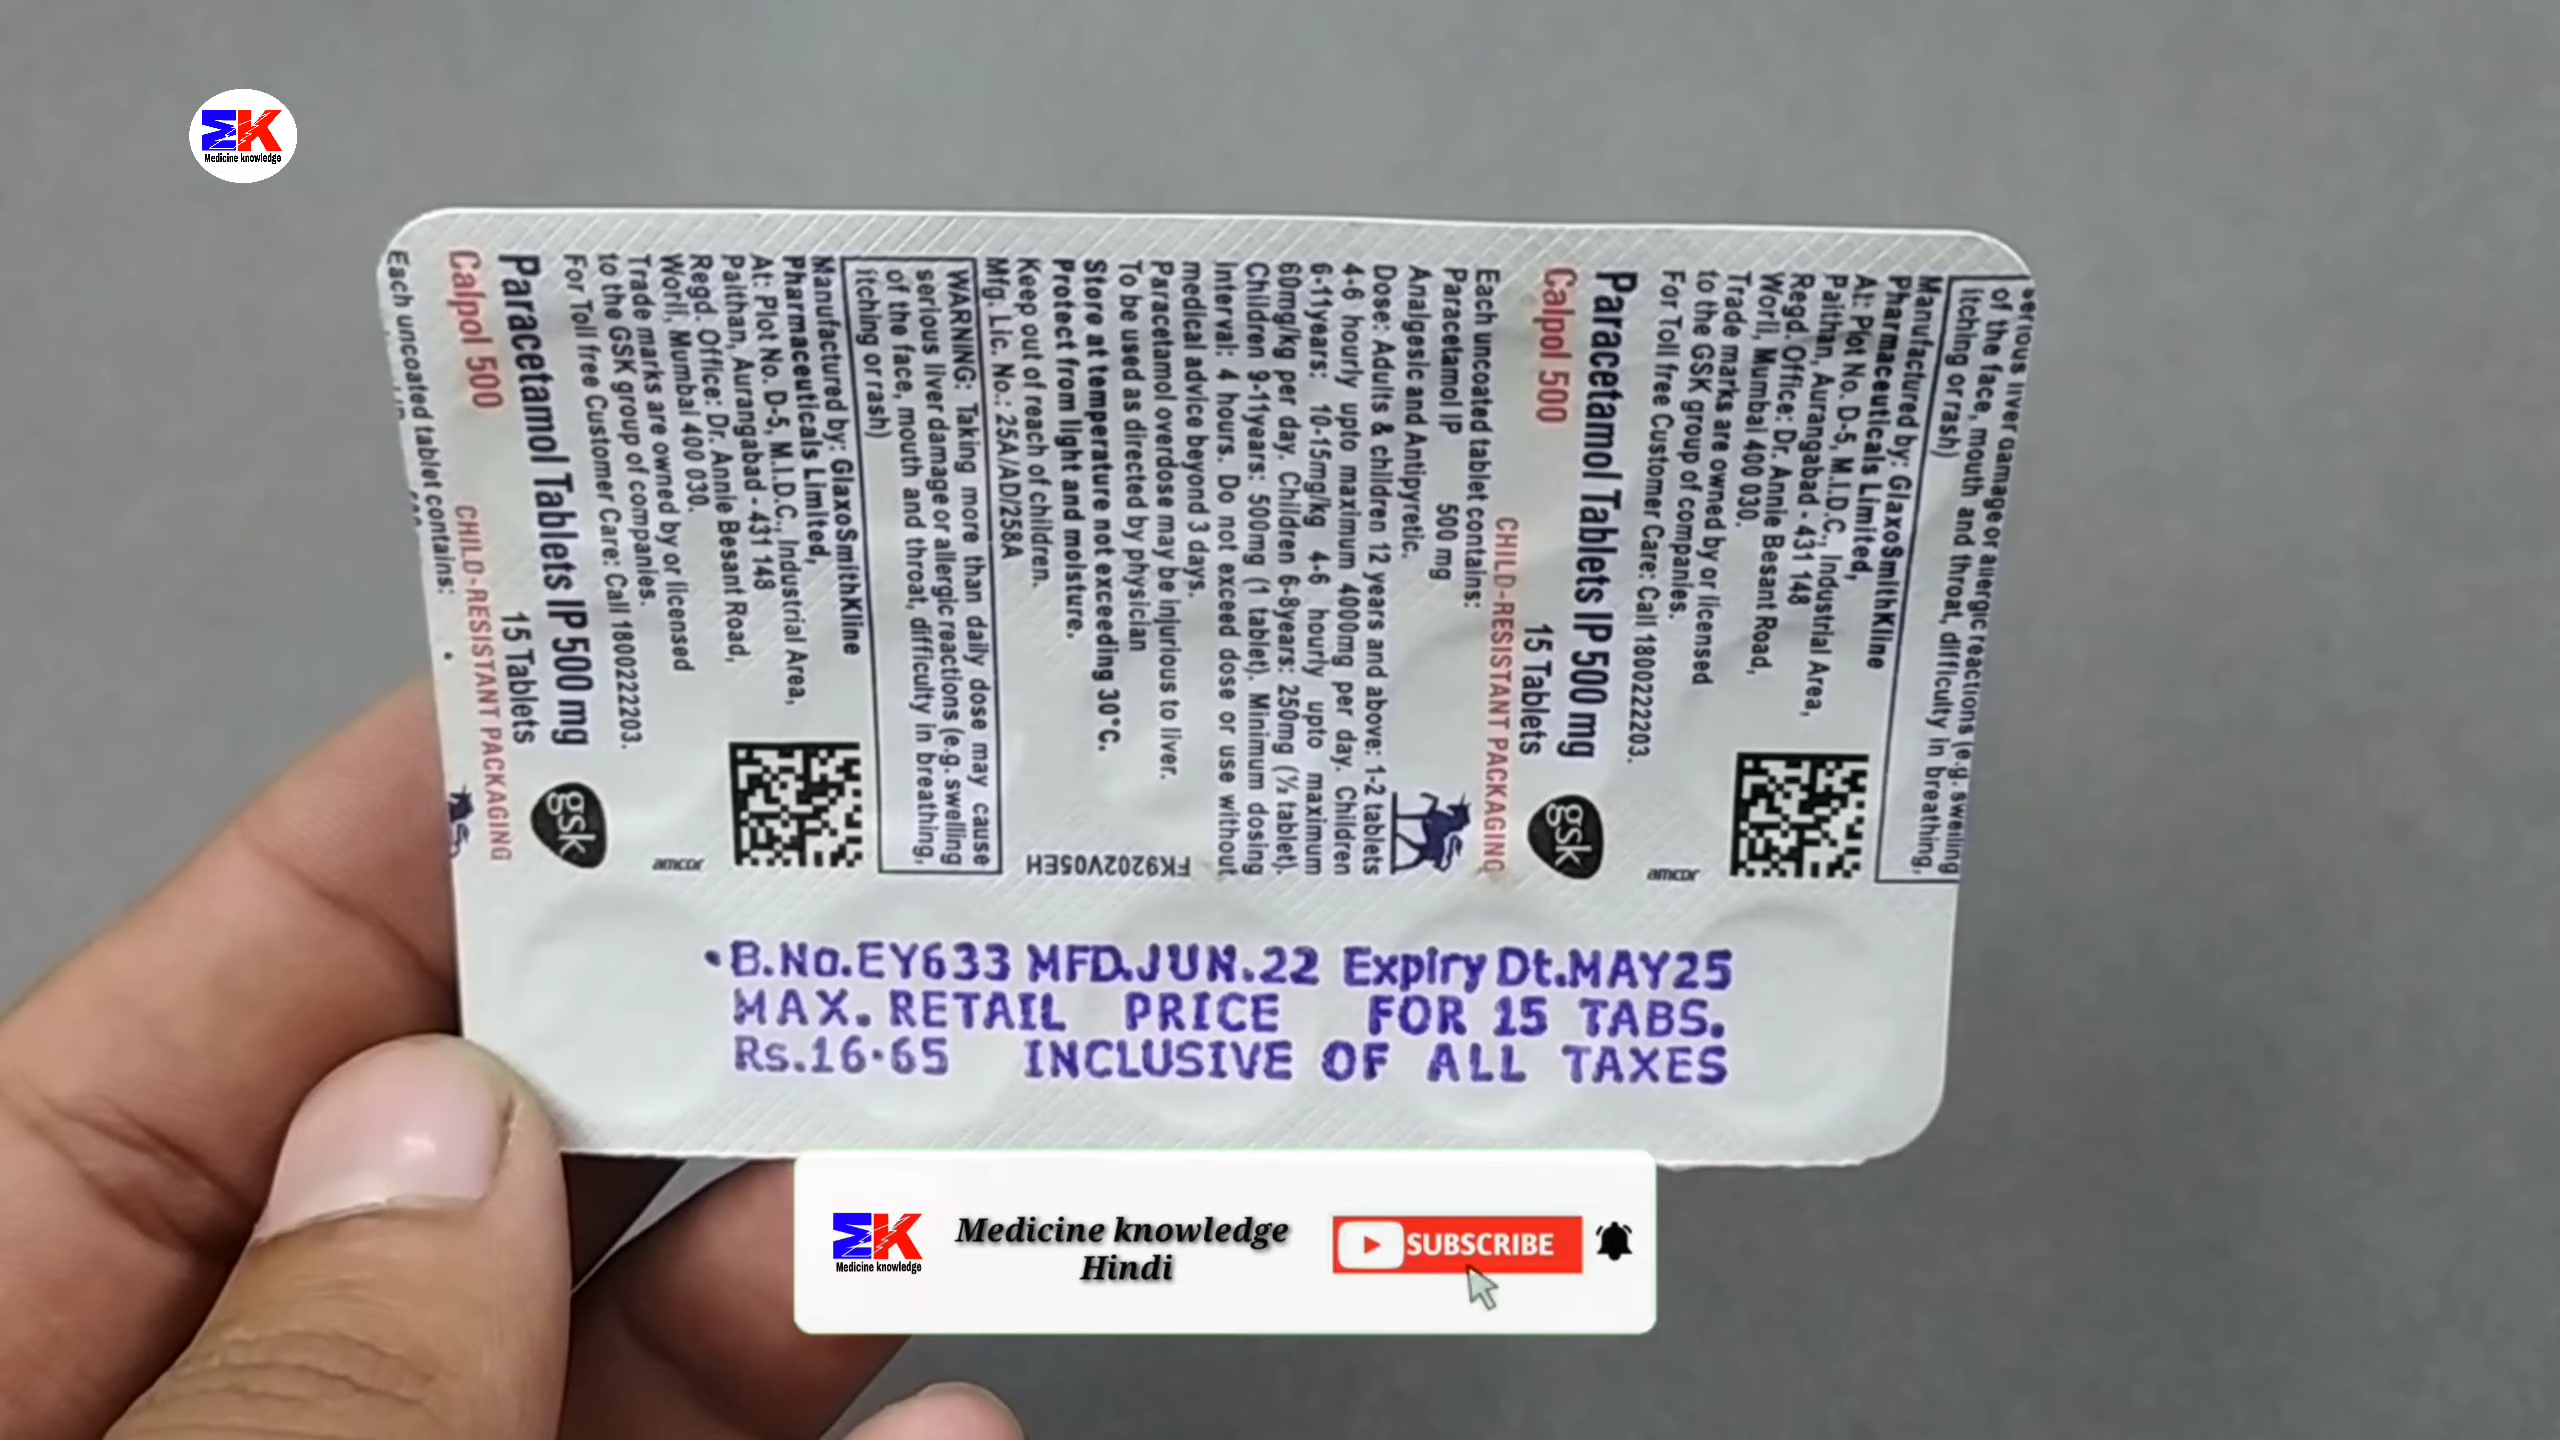 Medicine knowledge
of the face, mouth and throat, difficulty in breathing,
itching or rash)
Manufactured by: GlaxoSmithKline
Pharmaceuticals Limited,
At: Plot No. D-5, M.I.D.C., Industrial Area,
Paithan, Aurangabad - 431 148
Regd. Office: Dr. Annie Besant Road,
Worli, Mumbai 400 030.
Trade marks are owned by or licensed
to the GSK group of companies.
For Toll free Customer Care: Call 1800222203.
amcor
Paracetamol Tablets IP 500 mg
gsk
15 Tablets
Calpol 500
CHILD-RESISTANT PACKAGING
Each uncoated tablet contains:
Paracetamol IP 500 mg
Analgesic and Antipyretic.
Dose: Adults & children 12 years and above: 1-2 tablets
4-6 hourly upto maximum 4000mg per day. Children
6-11years: 10-15mg/kg 4-6 hourly upto maximum
60mg/kg per day. Children 6-8years: 250mg (½ tablet).
Children 9-11years: 500mg (1 tablet). Minimum dosing
Interval: 4 hours. Do not exceed dose or use without
medical advice beyond 3 days.
Paracetamol overdose may be injurious to liver.
To be used as directed by physician
Store at temperature not exceeding 30°C.
Protect from light and moisture.
Keep out of reach of children.
Mfg. Lic. No.: 25A/AD/258A
FK9202V05EH
WARNING: Taking more than daily dose may cause
serious liver damage or allergic reactions (e.g. swelling
of the face, mouth and throat, difficulty in breathing,
itching or rash)
Manufactured by: GlaxoSmithKline
Pharmaceuticals Limited,
At: Plot No. D-5, M.I.D.C., Industrial Area,
Paithan, Aurangabad - 431 148
Regd. Office: Dr. Annie Besant Road,
Worli, Mumbai 400 030.
Trade marks are owned by or licensed
to the GSK group of companies.
For Toll free Customer Care: Call 1800222203.
amcor
Paracetamol Tablets IP 500 mg
gsk
15 Tablets
Calpol 500
CHILD-RESISTANT PACKAGING
Each uncoated tablet contains:
B.No.EY633 MFD.JUN.22 Expiry Dt.MAY25
MAX. RETAIL PRICE FOR 15 TABS.
Rs.16.65 INCLUSIVE OF ALL TAXES
Medicine knowledge
Medicine knowledge
Hindi
SUBSCRIBE